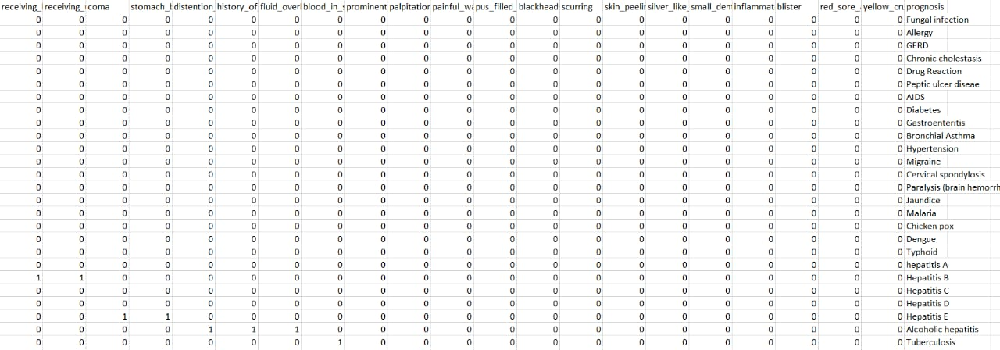 receiving_ receiving_ coma stomach_ distention_ history_of fluid_over blood_in_s prominent palpitation painful_wa pus_filled_ blackheads scurring skin_peeli silver_like_ small_dent inflammat blister red_sore_ yellow_cru prognosis
0 0 0 0 0 0 0 0 0 0 0 0 0 0 0 0 0 0 0 0 0 Fungal infection
0 0 0 0 0 0 0 0 0 0 0 0 0 0 0 0 0 0 0 0 0 Allergy
0 0 0 0 0 0 0 0 0 0 0 0 0 0 0 0 0 0 0 0 0 GERD
0 0 0 0 0 0 0 0 0 0 0 0 0 0 0 0 0 0 0 0 0 Chronic cholestasis
0 0 0 0 0 0 0 0 0 0 0 0 0 0 0 0 0 0 0 0 0 Drug Reaction
0 0 0 0 0 0 0 0 0 0 0 0 0 0 0 0 0 0 0 0 0 Peptic ulcer diseae
0 0 0 0 0 0 0 0 0 0 0 0 0 0 0 0 0 0 0 0 0 AIDS
0 0 0 0 0 0 0 0 0 0 0 0 0 0 0 0 0 0 0 0 0 Diabetes
0 0 0 0 0 0 0 0 0 0 0 0 0 0 0 0 0 0 0 0 0 Gastroenteritis
0 0 0 0 0 0 0 0 0 0 0 0 0 0 0 0 0 0 0 0 0 Bronchial Asthma
0 0 0 0 0 0 0 0 0 0 0 0 0 0 0 0 0 0 0 0 0 Hypertension
0 0 0 0 0 0 0 0 0 0 0 0 0 0 0 0 0 0 0 0 0 Migraine
0 0 0 0 0 0 0 0 0 0 0 0 0 0 0 0 0 0 0 0 0 Cervical spondylosis
0 0 0 0 0 0 0 0 0 0 0 0 0 0 0 0 0 0 0 0 0 Paralysis (brain hemorrh
0 0 0 0 0 0 0 0 0 0 0 0 0 0 0 0 0 0 0 0 0 Jaundice
0 0 0 0 0 0 0 0 0 0 0 0 0 0 0 0 0 0 0 0 0 Malaria
0 0 0 0 0 0 0 0 0 0 0 0 0 0 0 0 0 0 0 0 0 Chicken pox
0 0 0 0 0 0 0 0 0 0 0 0 0 0 0 0 0 0 0 0 0 Dengue
0 0 0 0 0 0 0 0 0 0 0 0 0 0 0 0 0 0 0 0 0 Typhoid
0 0 0 0 0 0 0 0 0 0 0 0 0 0 0 0 0 0 0 0 0 hepatitis A
1 1 0 0 0 0 0 0 0 0 0 0 0 0 0 0 0 0 0 0 0 Hepatitis B
0 0 0 0 0 0 0 0 0 0 0 0 0 0 0 0 0 0 0 0 0 Hepatitis C
0 0 0 0 0 0 0 0 0 0 0 0 0 0 0 0 0 0 0 0 0 Hepatitis D
0 0 1 1 0 0 0 0 0 0 0 0 0 0 0 0 0 0 0 0 0 Hepatitis E
0 0 0 0 1 1 1 0 0 0 0 0 0 0 0 0 0 0 0 0 0 Alcoholic hepatitis
0 0 0 0 0 0 0 1 0 0 0 0 0 0 0 0 0 0 0 0 0 Tuberculosis